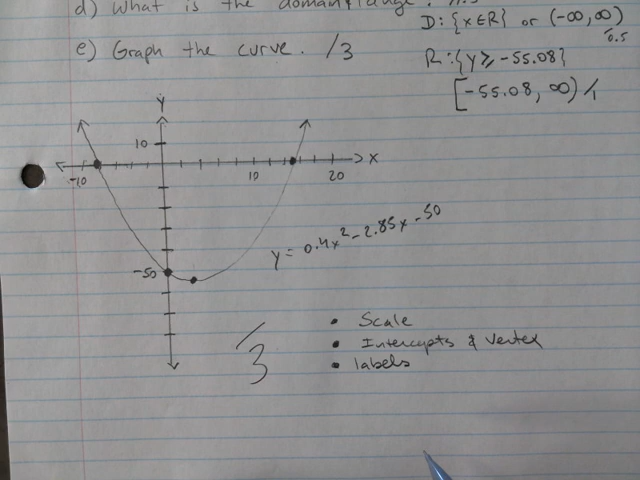 d) What is the domain & range.
D: {x ∈ R} or (-∞, ∞)
0.5
e) Graph the curve. /3
R: {y ≥ -55.08}
[-55.08, ∞) /1
Y
10
X
-10 10 20
y = 0.4x² - 2.85x - 50
-50
• Scale
• Intercepts & Vertex
• labels
/3